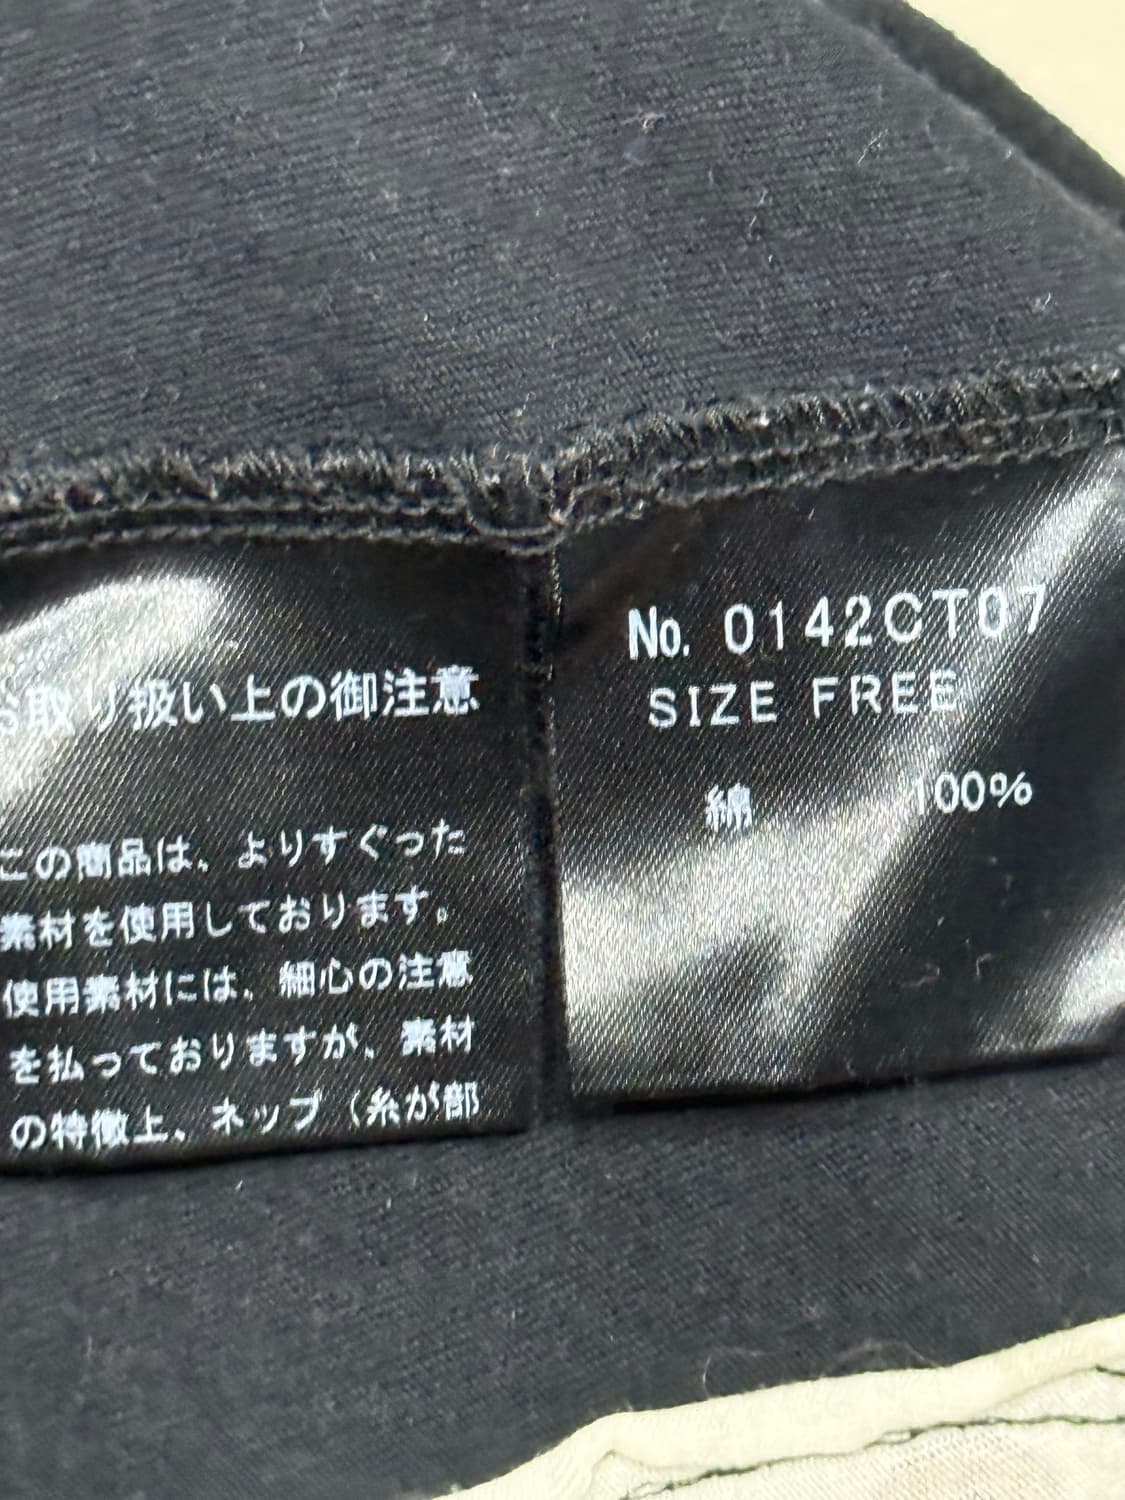 お取り扱い上の御注意
この商品は、よりすぐった
素材を使用しております。
使用素材には、細心の注意
を払っておりますが、素材
の特徴上、ネップ（糸が部
No. 0142CT07
SIZE FREE
綿 100%